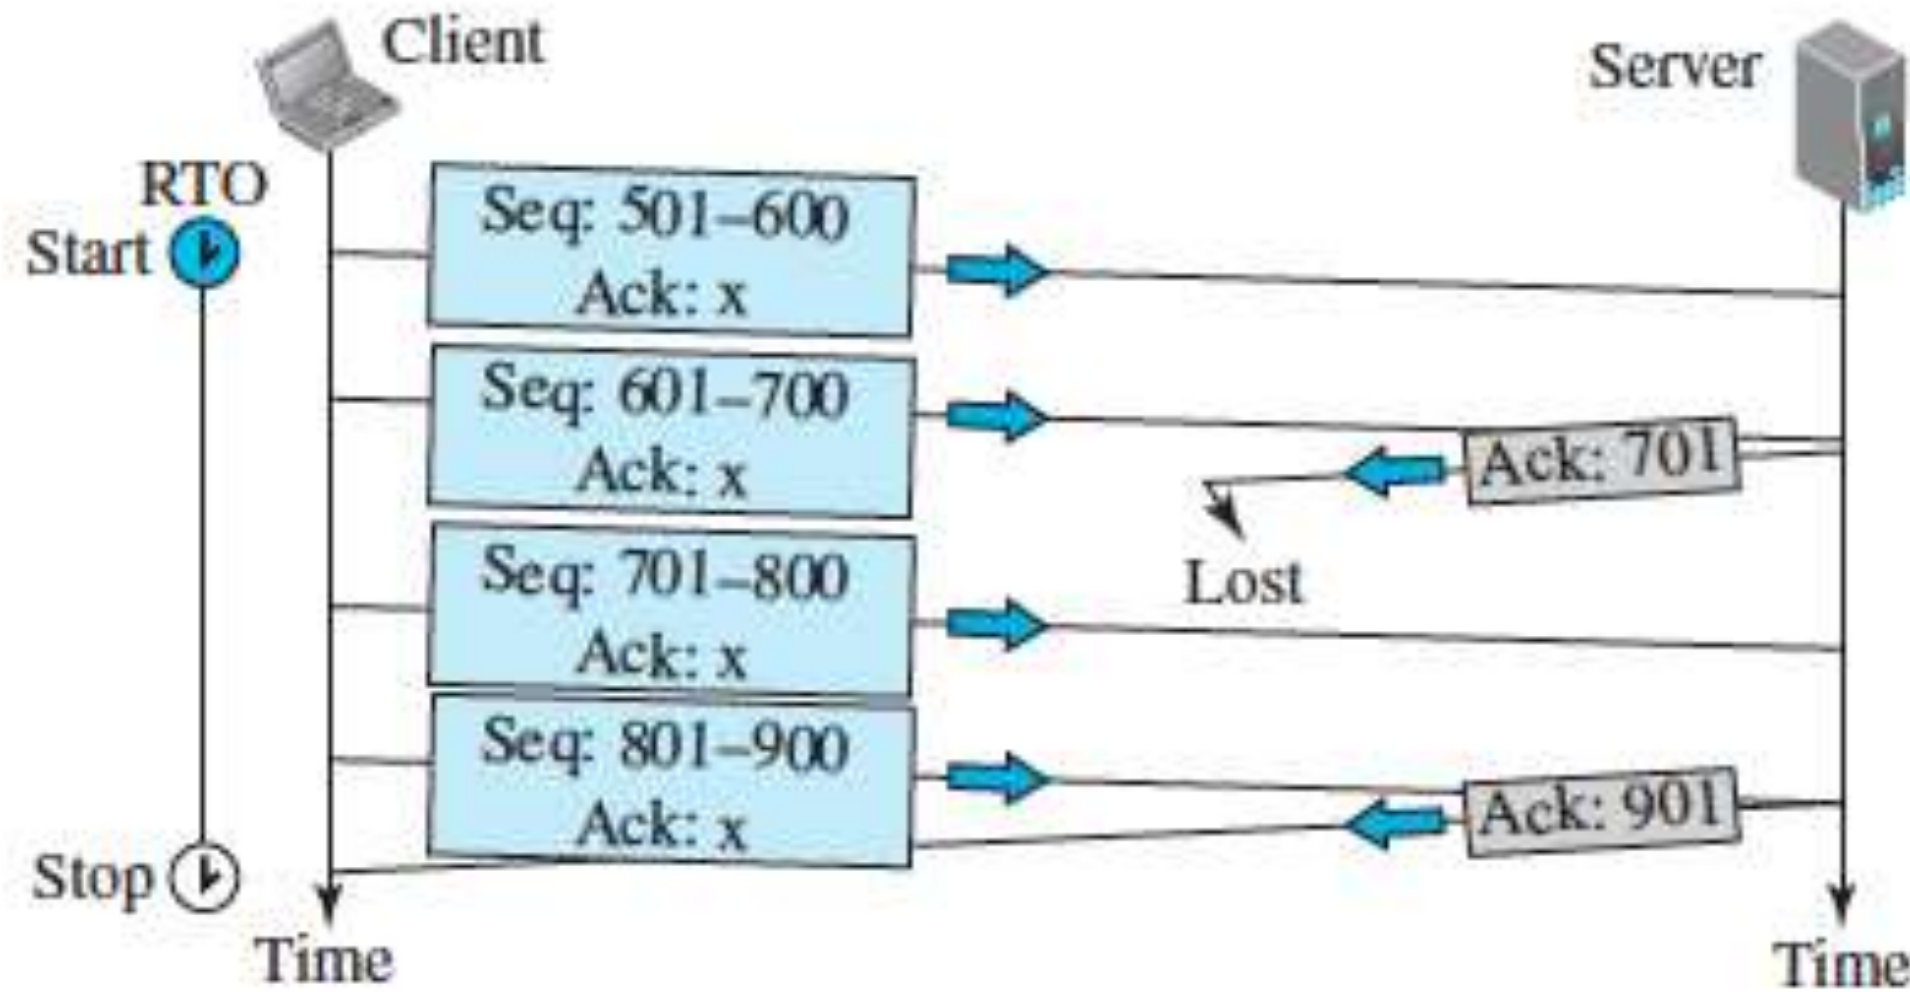 Client
Server
RTO
Start
Seq: 501–600
Ack: x
Seq: 601–700
Ack: x
Ack: 701
Lost
Seq: 701–800
Ack: x
Seq: 801–900
Ack: x
Ack: 901
Stop
Time
Time